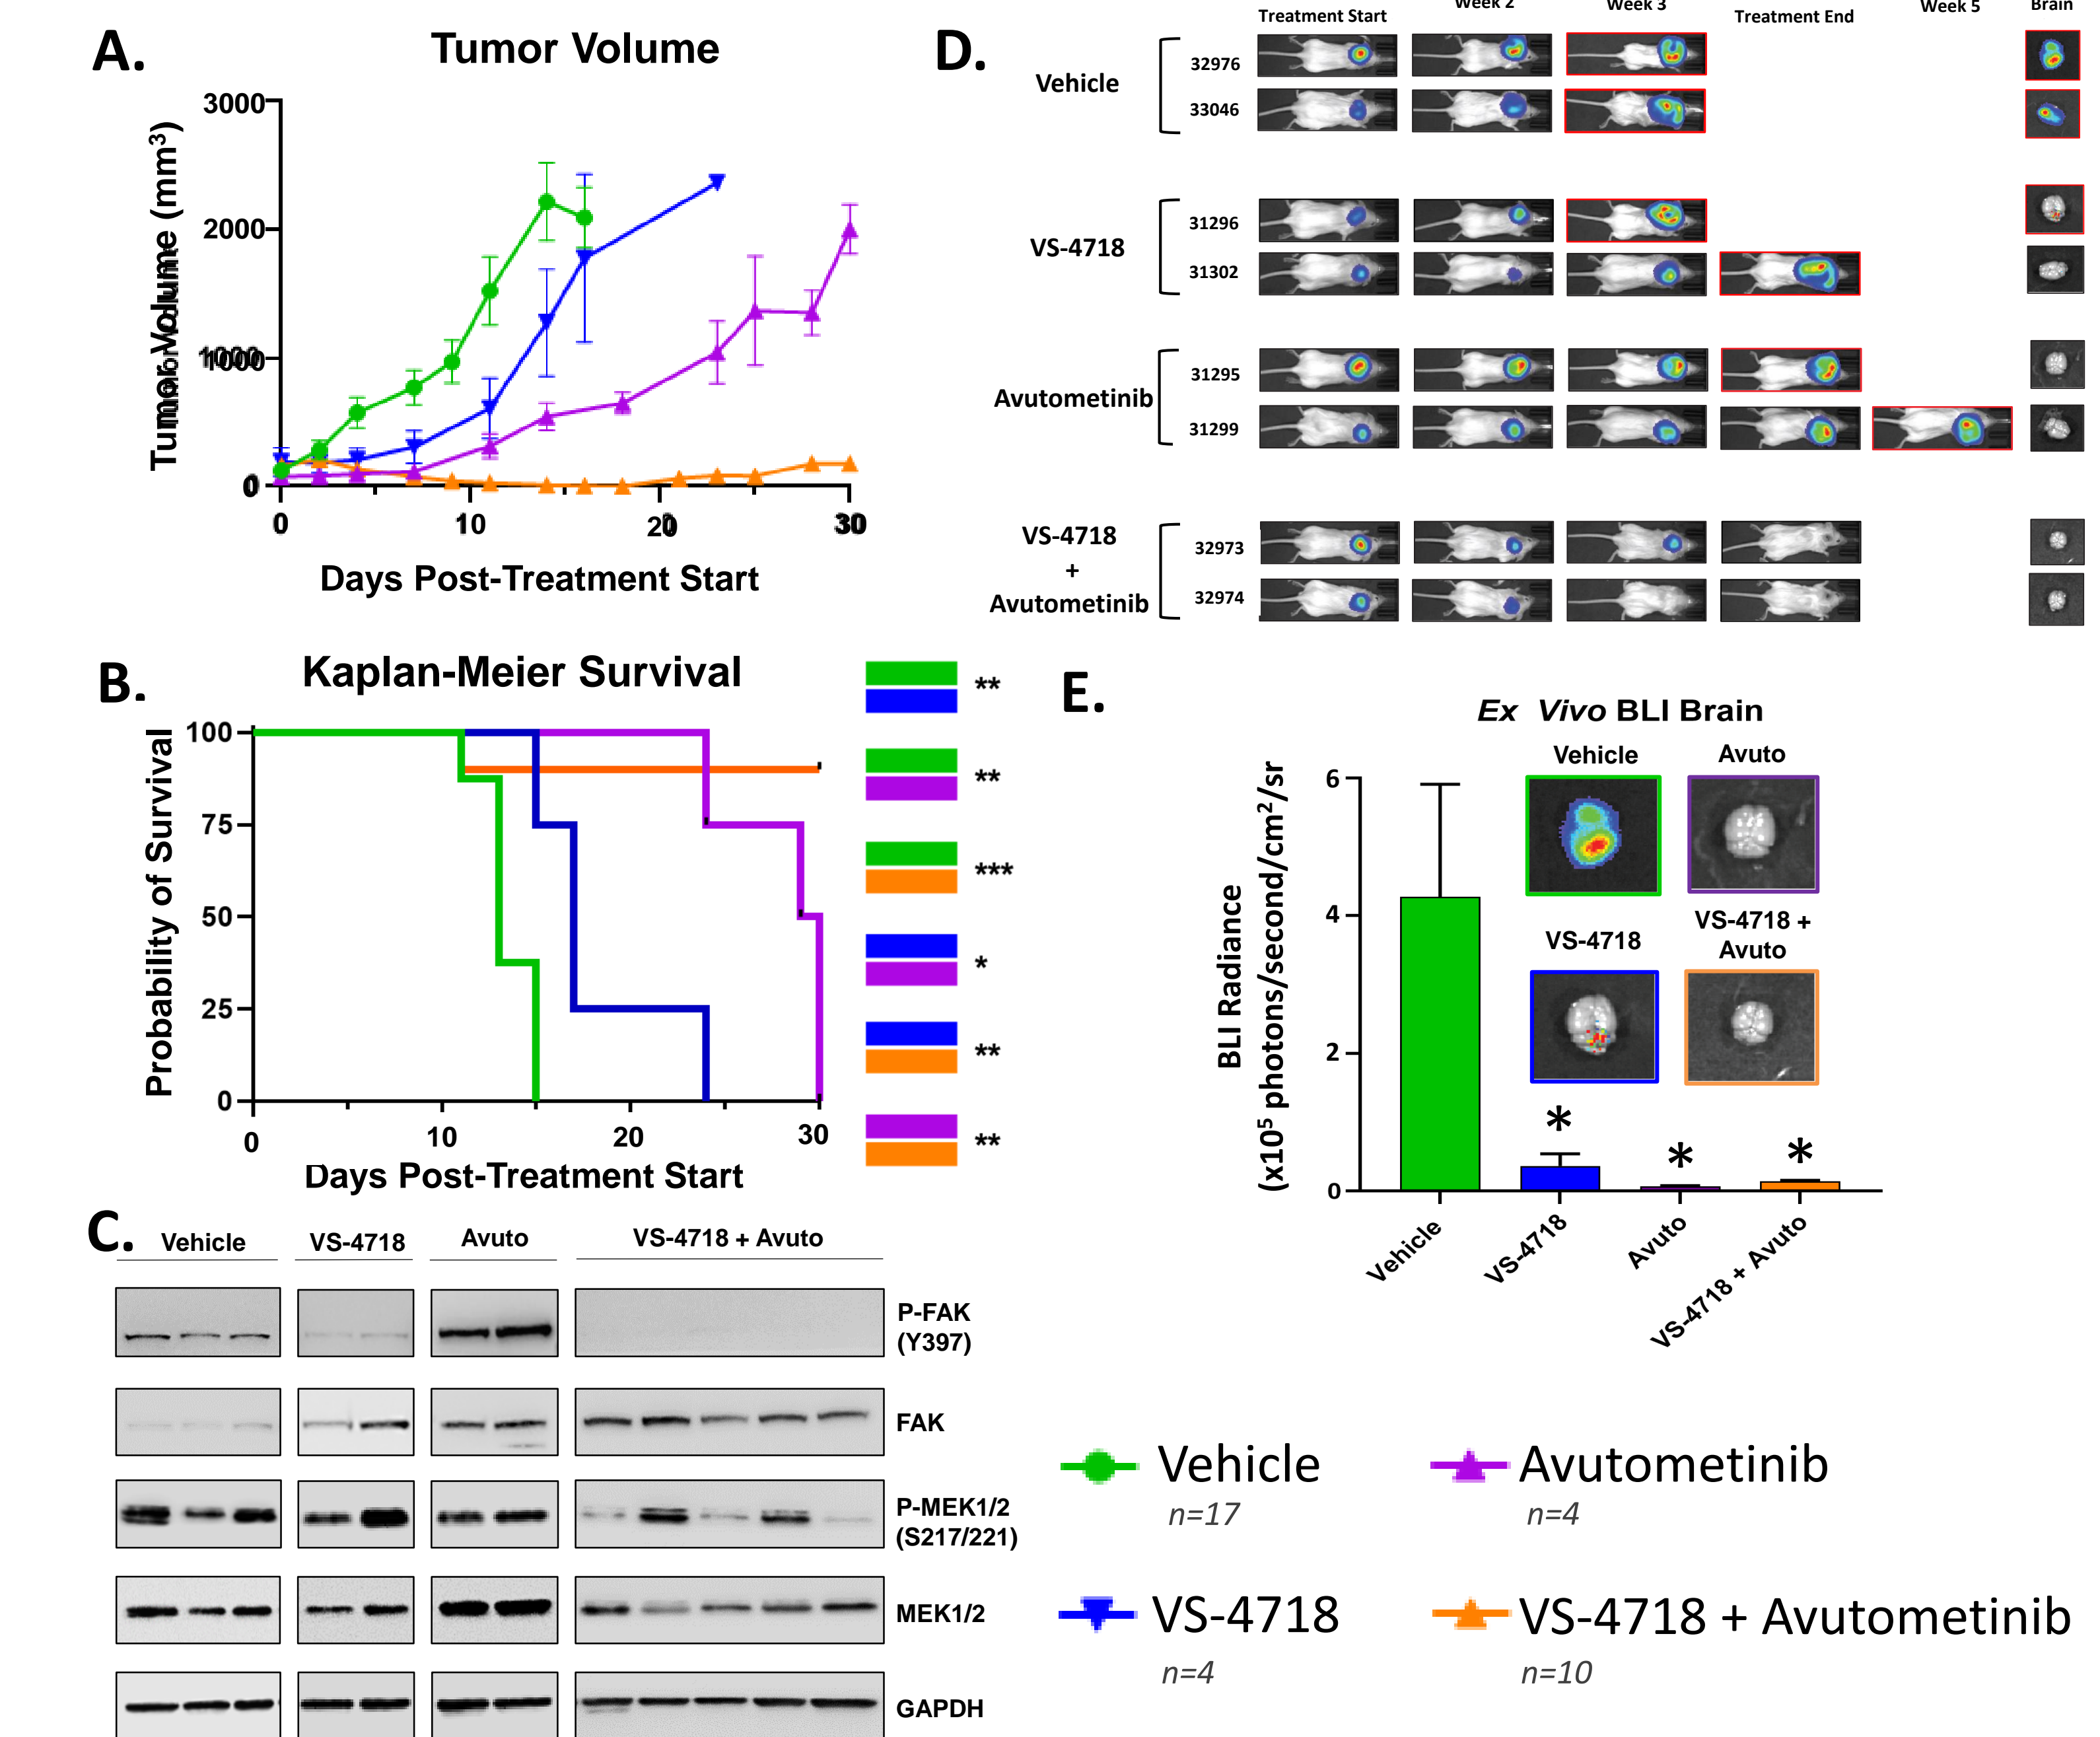 A.
Tumor Volume
Tumor Volume (mm³)
3000
2000
1000
0
0
10
20
30
Days Post-Treatment Start
B.
Kaplan-Meier Survival
Probability of Survival
100
75
50
25
0
0
10
20
30
Days Post-Treatment Start
**
**
***
*
**
**
C.
Vehicle
VS-4718
Avuto
VS-4718 + Avuto
P-FAK
(Y397)
FAK
P-MEK1/2
(S217/221)
MEK1/2
GAPDH
D.
Treatment Start
Week 2
Week 3
Treatment End
Week 5
Brain
Vehicle
32976
33046
VS-4718
31296
31302
Avutometinib
31295
31299
VS-4718
+
Avutometinib
32973
32974
E.
Ex Vivo BLI Brain
BLI Radiance
(x10⁵ photons/second/cm²/sr
6
4
2
0
Vehicle
Avuto
VS-4718
VS-4718 +
Avuto
*
*
*
Vehicle
VS-4718
Avuto
VS-4718 + Avuto
Vehicle
n=17
Avutometinib
n=4
VS-4718
n=4
VS-4718 + Avutometinib
n=10